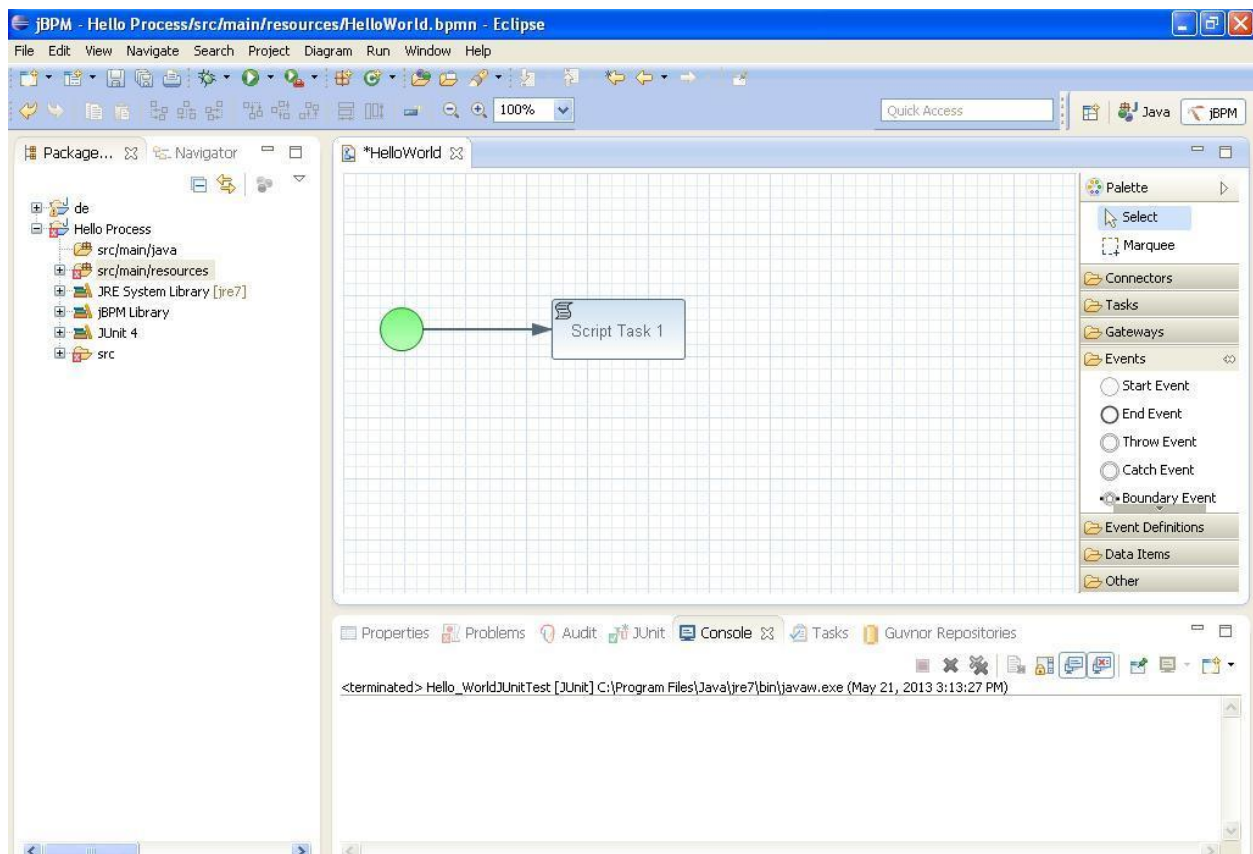 jBPM - Hello Process/src/main/resources/HelloWorld.bpmn - Eclipse
File Edit View Navigate Search Project Diagram Run Window Help
100%
Quick Access
Java
jBPM
Package...
Navigator
*HelloWorld
de
Hello Process
src/main/java
src/main/resources
JRE System Library [jre7]
jBPM Library
JUnit 4
src
Script Task 1
Palette
Select
Marquee
Connectors
Tasks
Gateways
Events
Start Event
End Event
Throw Event
Catch Event
Boundary Event
Event Definitions
Data Items
Other
Properties Problems Audit JUnit Console Tasks Guvnor Repositories
<terminated> Hello_WorldJUnitTest [JUnit] C:\Program Files\Java\jre7\bin\javaw.exe (May 21, 2013 3:13:27 PM)